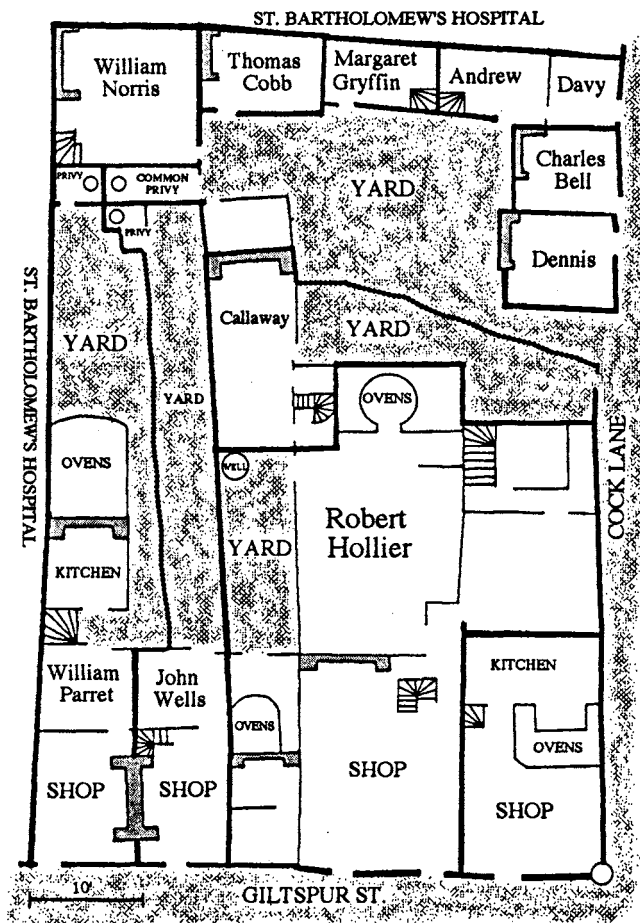 ST. BARTHOLOMEW'S HOSPITAL
William
Norris
Thomas
Cobb
Margaret
Gryffin
Andrew
Davy
PRIVY
COMMON
PRIVY
PRIVY
YARD
Charles
Bell
Dennis
ST. BARTHOLOMEW'S HOSPITAL
YARD
YARD
Callaway
YARD
OVENS
COCK LANE
OVENS
WELL
YARD
Robert
Hollier
KITCHEN
William
Parret
John
Wells
KITCHEN
OVENS
OVENS
SHOP
SHOP
SHOP
SHOP
10'
GILTSPUR ST.